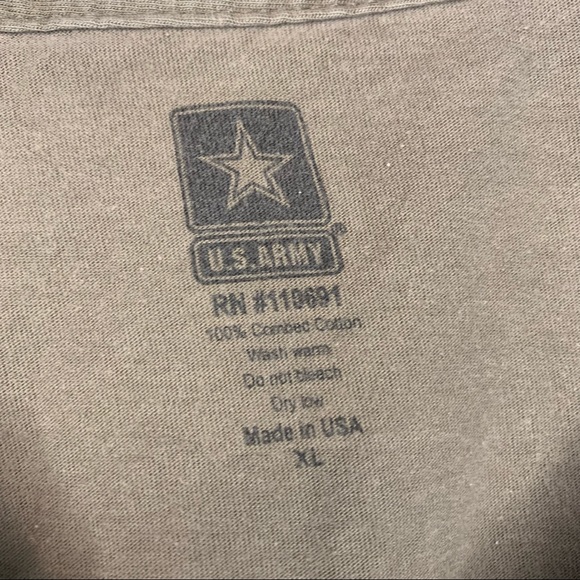 U.S. ARMY®
RN #119691
100% Combed Cotton
Wash warm
Do not bleach
Dry low
Made in USA
XL